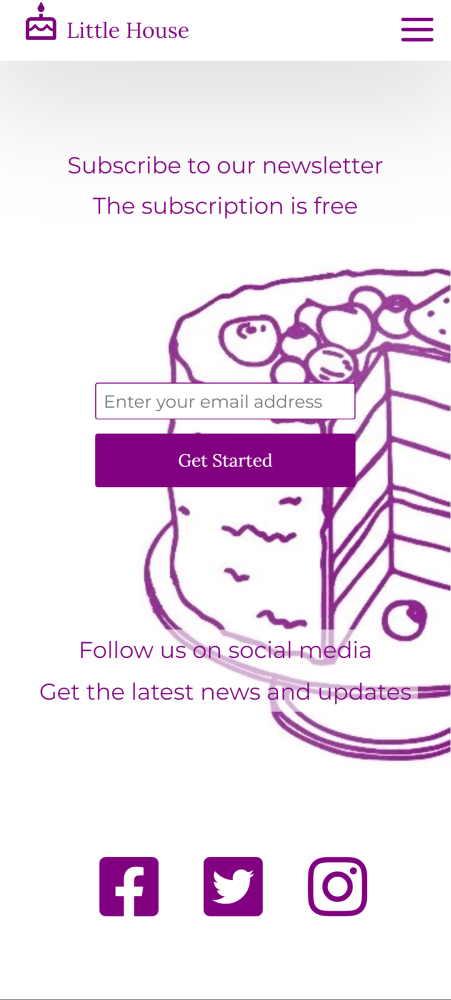 Little House
Subscribe to our newsletter
The subscription is free
Enter your email address
Get Started
Follow us on social media
Get the latest news and updates